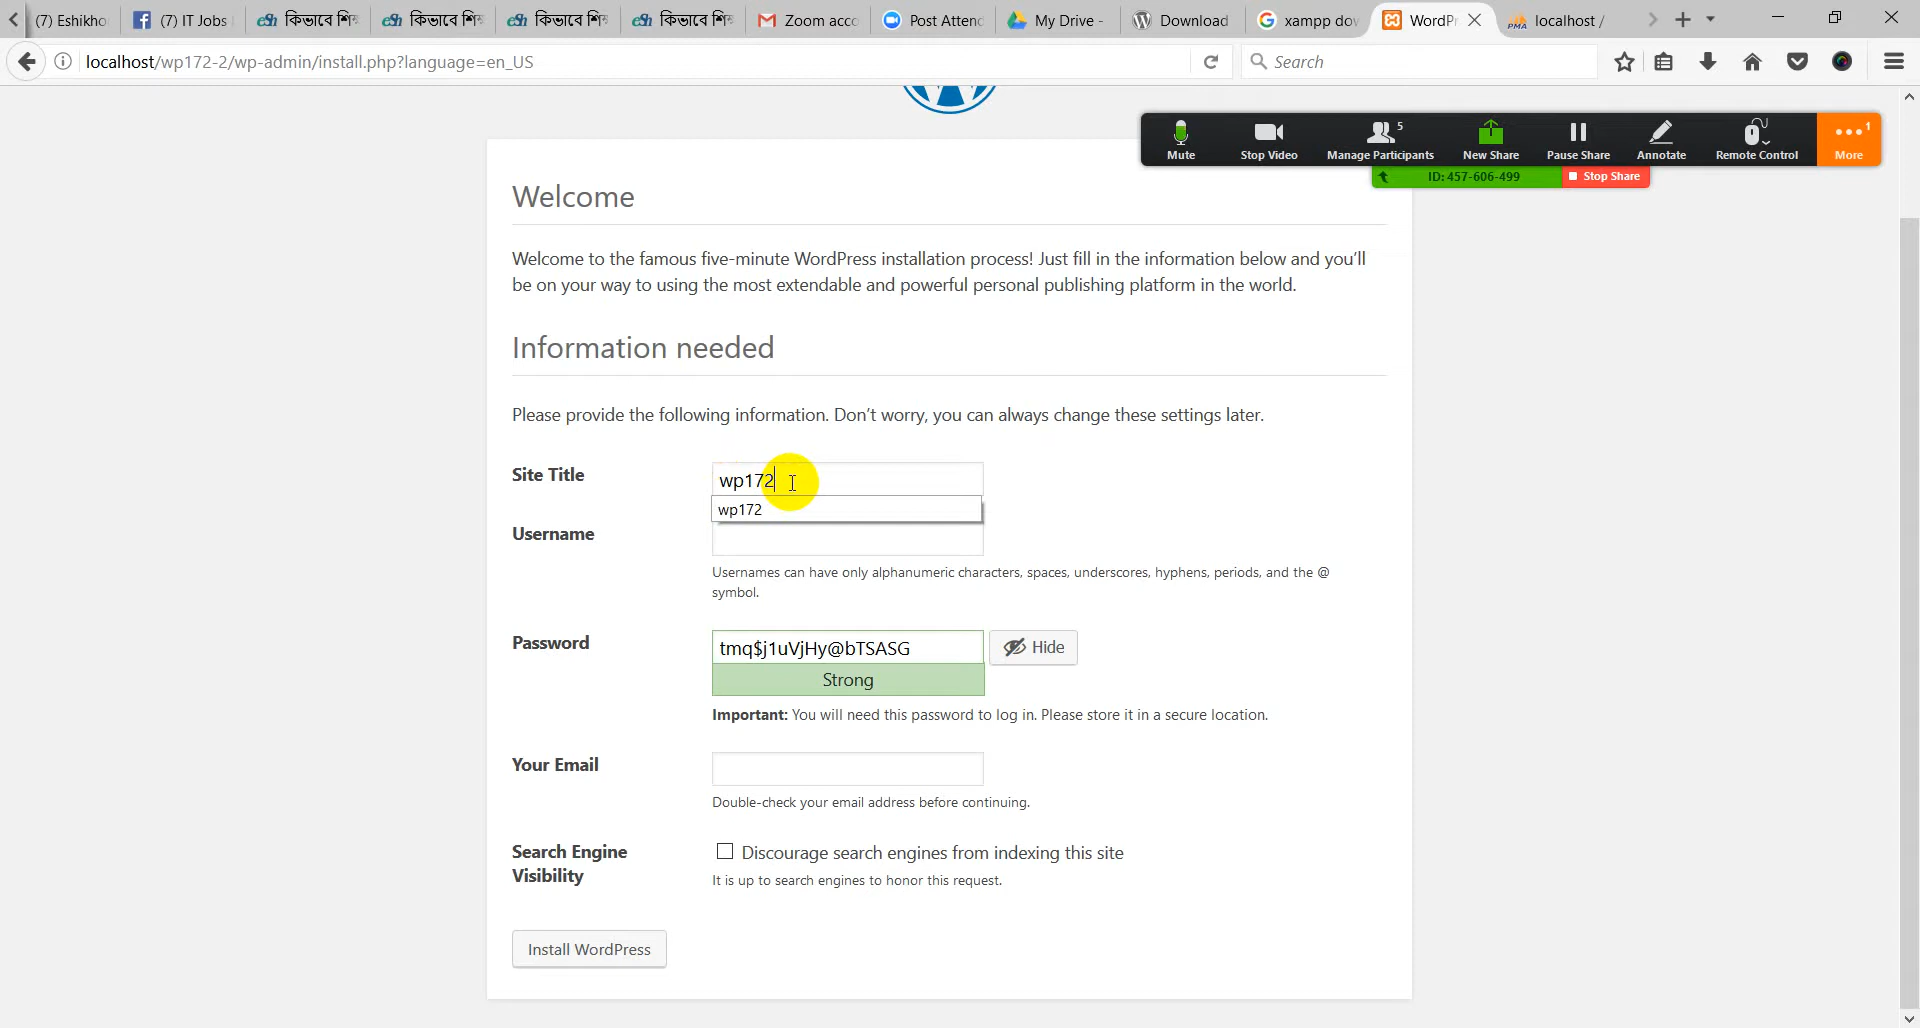 (7) Eshikho
(7) IT Jobs
কিভাবে শি
কিভাবে শি
কিভাবে শি
কিভাবে শি
Zoom acco
Post Attend
My Drive -
Download
xampp dov
WordPr
localhost /
localhost/wp172-2/wp-admin/install.php?language=en_US
Search
Mute
Stop Video
Manage Participants
5
New Share
Pause Share
Annotate
Remote Control
More
1
ID: 457-606-499
Stop Share
Welcome
Welcome to the famous five-minute WordPress installation process! Just fill in the information below and you’ll
be on your way to using the most extendable and powerful personal publishing platform in the world.
Information needed
Please provide the following information. Don’t worry, you can always change these settings later.
Site Title
wp172
wp172
Username
Usernames can have only alphanumeric characters, spaces, underscores, hyphens, periods, and the @
symbol.
Password
tmq$j1uVjHy@bTSASG
Hide
Strong
Important: You will need this password to log in. Please store it in a secure location.
Your Email
Double-check your email address before continuing.
Search Engine
Visibility
Discourage search engines from indexing this site
It is up to search engines to honor this request.
Install WordPress